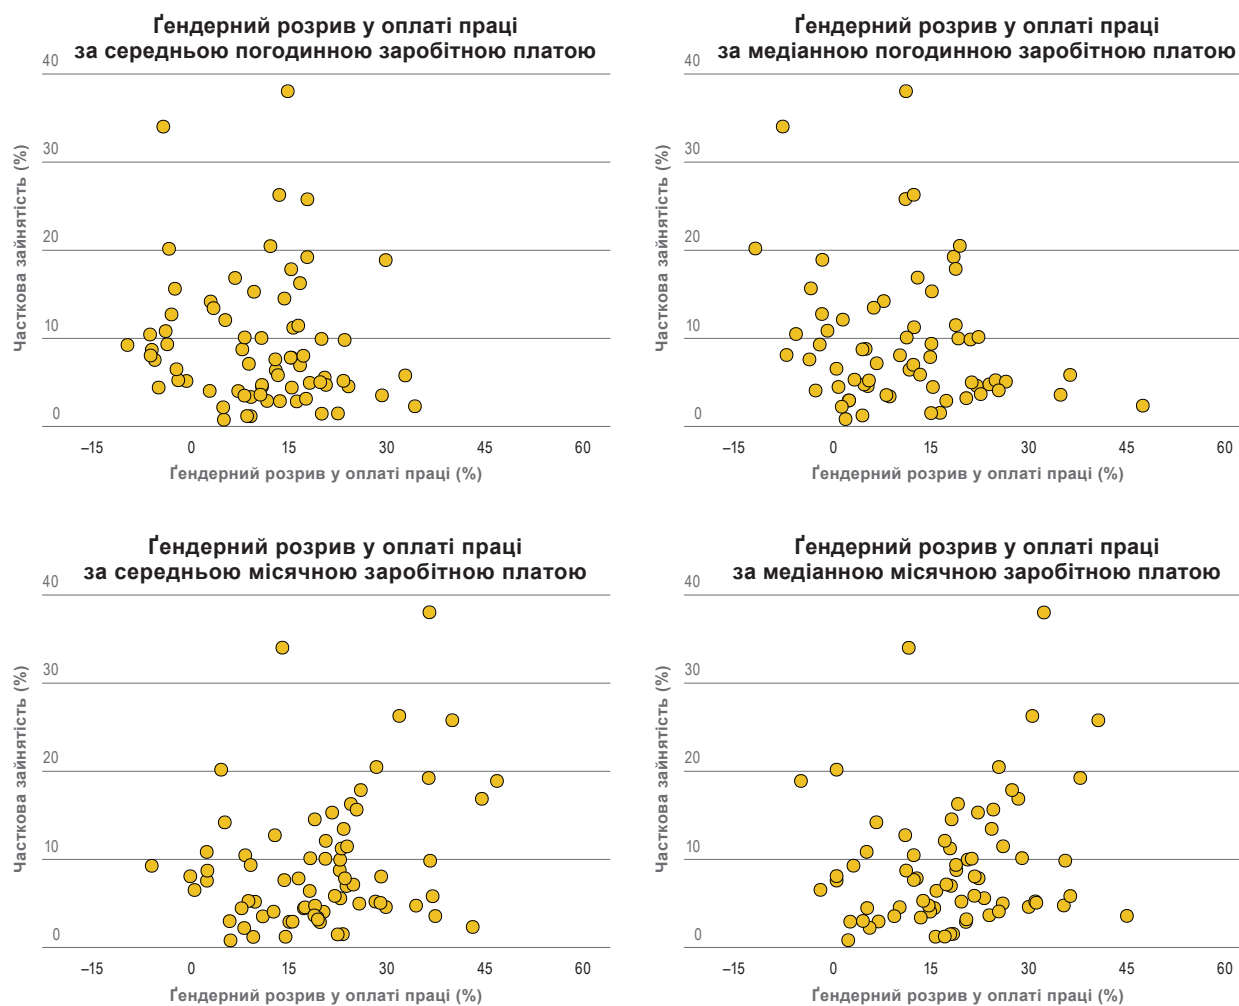 Ґендерний розрив у оплаті праці
за середньою погодинною заробітною платою
40
30
20
10
0
Часткова зайнятість (%)
–15 0 15 30 45 60
Ґендерний розрив у оплаті праці (%)
Ґендерний розрив у оплаті праці
за медіанною погодинною заробітною платою
40
30
20
10
0
Часткова зайнятість (%)
–15 0 15 30 45 60
Ґендерний розрив у оплаті праці (%)
Ґендерний розрив у оплаті праці
за середньою місячною заробітною платою
40
30
20
10
0
Часткова зайнятість (%)
–15 0 15 30 45 60
Ґендерний розрив у оплаті праці (%)
Ґендерний розрив у оплаті праці
за медіанною місячною заробітною платою
40
30
20
10
0
Часткова зайнятість (%)
–15 0 15 30 45 60
Ґендерний розрив у оплаті праці (%)